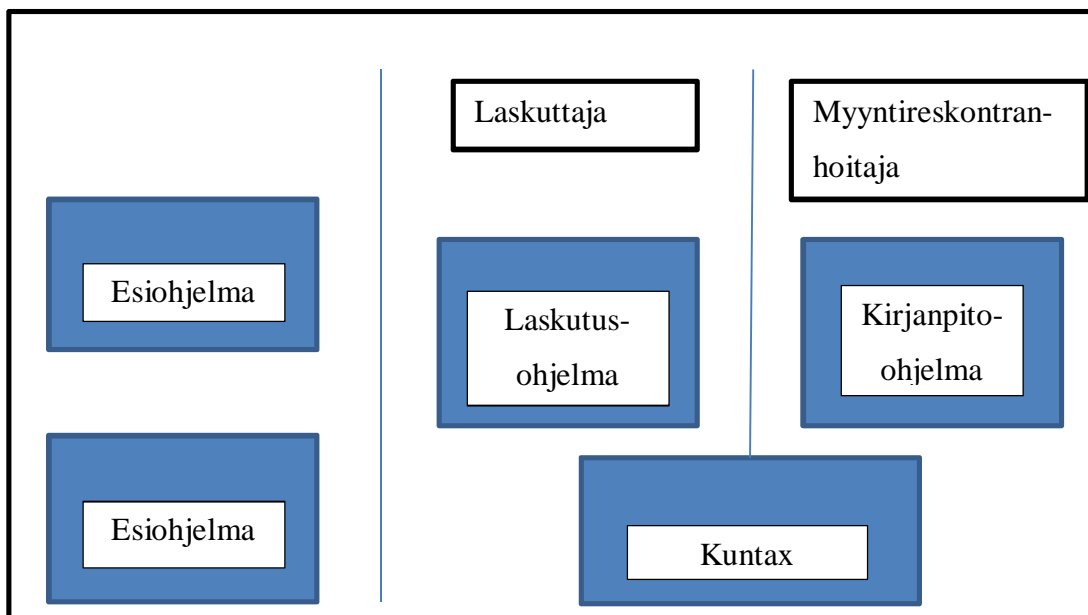 Laskuttaja
Myyntireskontran-
hoitaja
Esiohjelma
Laskutus-
ohjelma
Kirjanpito-
ohjelma
Esiohjelma
Kuntax